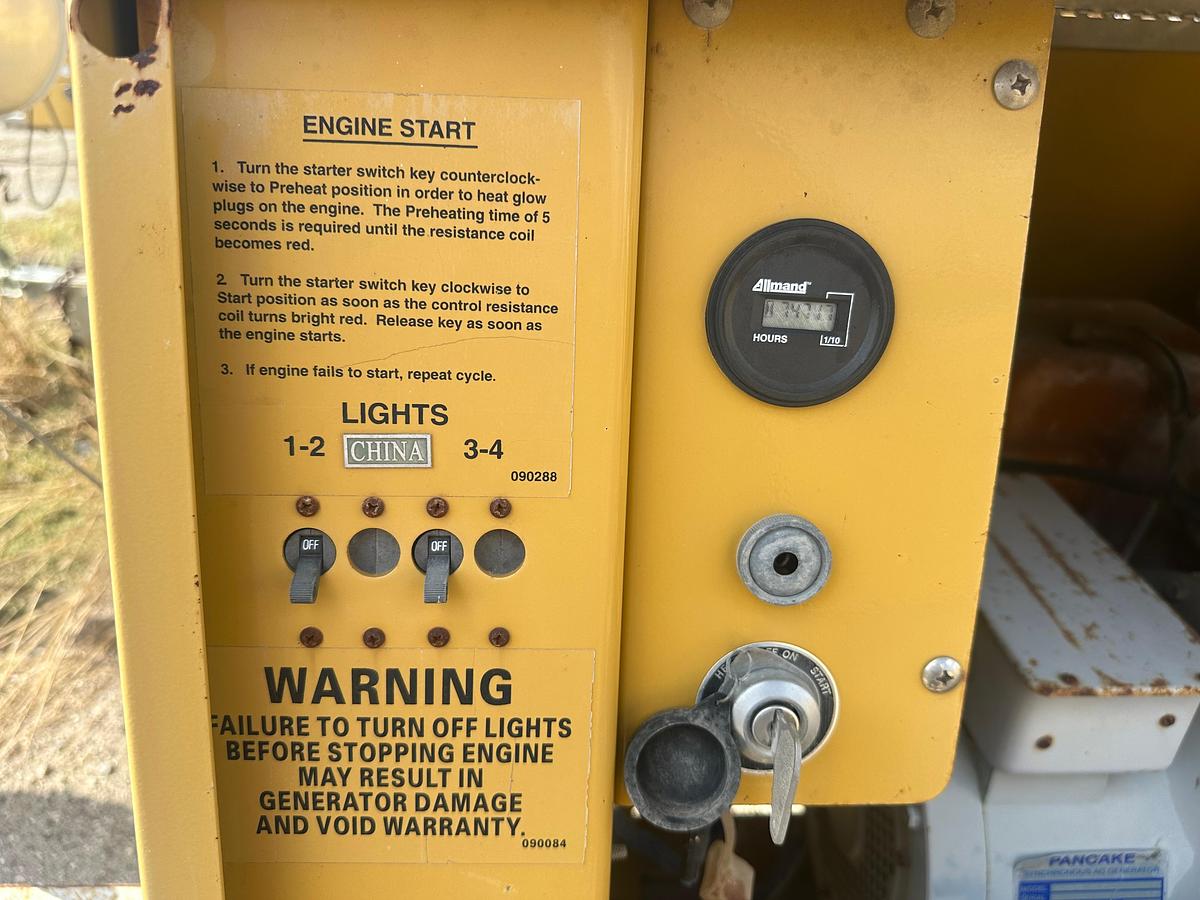 ENGINE START
1. Turn the starter switch key counterclock-
wise to Preheat position in order to heat glow
plugs on the engine. The Preheating time of 5
seconds is required until the resistance coil
becomes red.
2. Turn the starter switch key clockwise to
Start position as soon as the control resistance
coil turns bright red. Release key as soon as
the engine starts.
3. If engine fails to start, repeat cycle.
LIGHTS
1-2 CHINA 3-4
090288
OFF OFF
WARNING
FAILURE TO TURN OFF LIGHTS
BEFORE STOPPING ENGINE
MAY RESULT IN
GENERATOR DAMAGE
AND VOID WARRANTY.
090084
Allmand
HOURS 1/10
ON START
PANCAKE
SYNCHRONOUS AC GENERATOR
MODEL